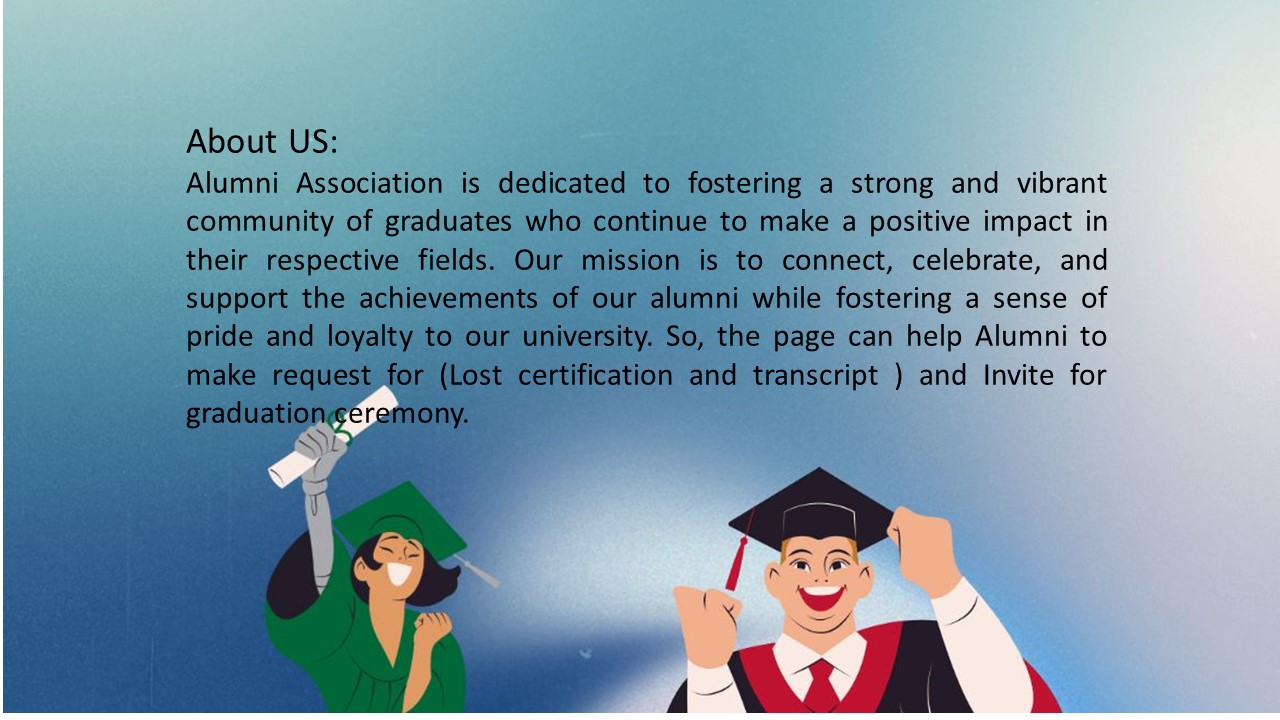 About US:
Alumni Association is dedicated to fostering a strong and vibrant
community of graduates who continue to make a positive impact in
their respective fields. Our mission is to connect, celebrate, and
support the achievements of our alumni while fostering a sense of
pride and loyalty to our university. So, the page can help Alumni to
make request for (Lost certification and transcript ) and Invite for
graduation ceremony.